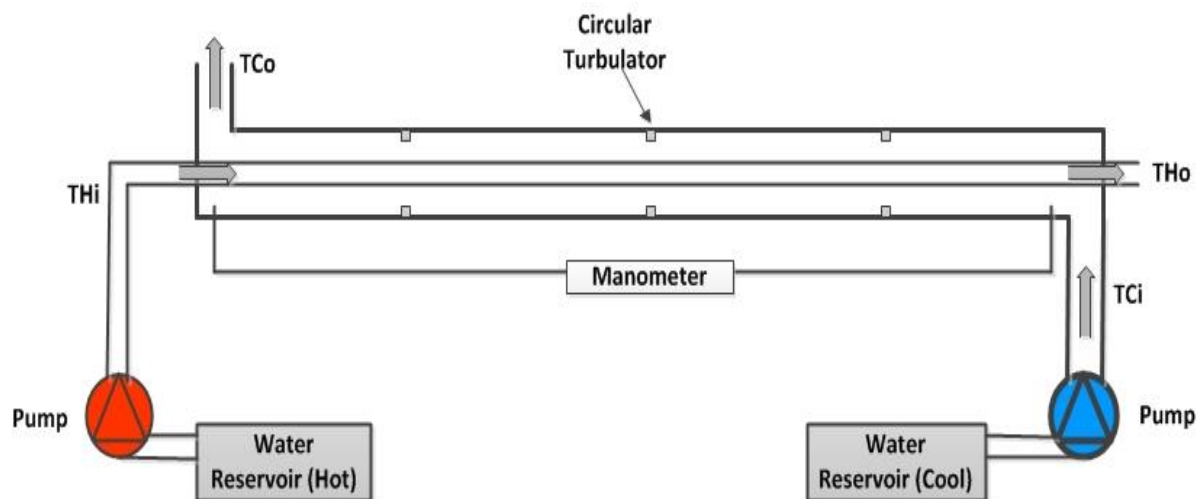 Circular
Turbulator
TCo
THi
THo
Manometer
TCi
Pump
Pump
Water
Reservoir (Hot)
Water
Reservoir (Cool)